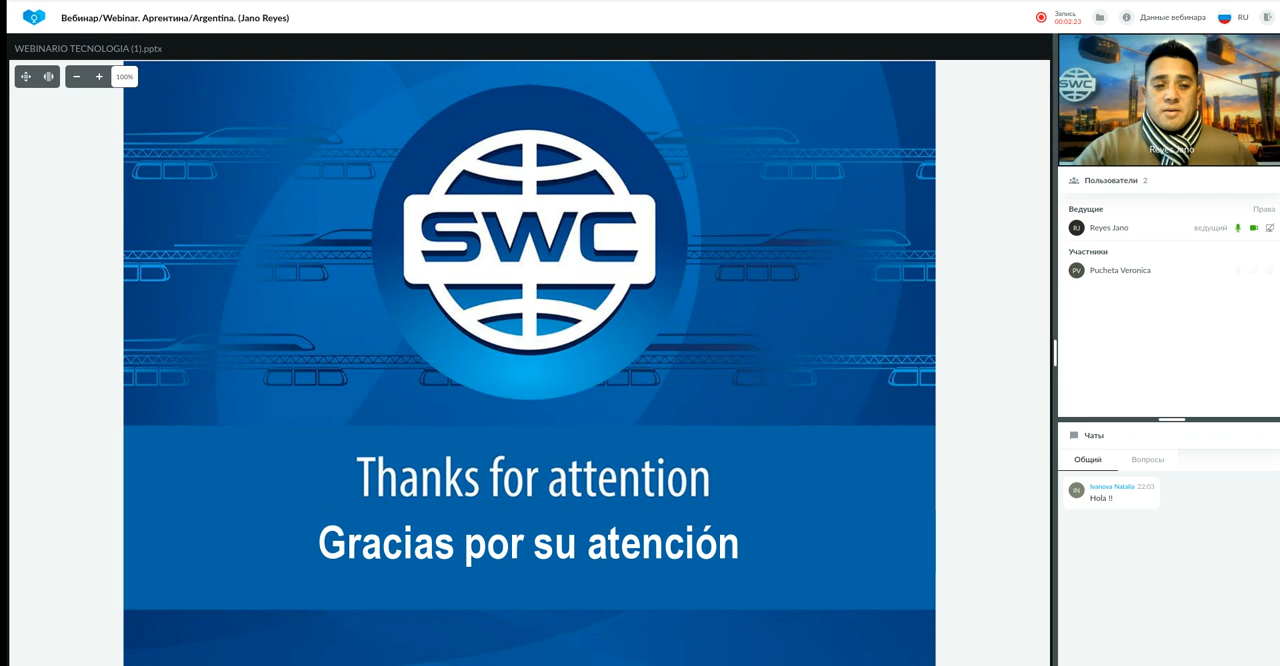 Вебинар/Webinar. Аргентина/Argentina. (Jano Reyes)
Запись
00:02:23
Данные вебинара
RU
WEBINARIO TECNOLOGIA (1).pptx
100%
SWC
Thanks for attention
Gracias por su atención
SWC
Reyes Jano
Пользователи 2
Ведущие Права
RJ Reyes Jano ведущий
Участники
PV Pucheta Veronica
Чаты
Общий Вопросы
IN Ivanova Natalia 22:03
Hola !!